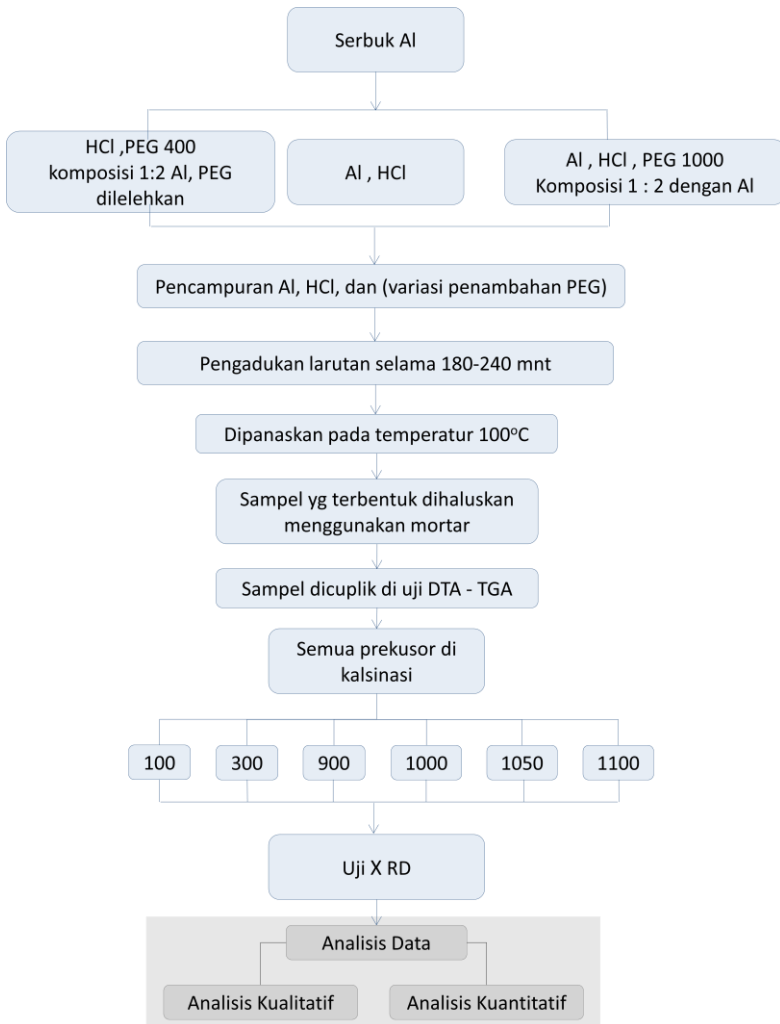 Serbuk Al
HCl ,PEG 400
komposisi 1:2 Al, PEG
dilelehkan
Al , HCl
Al , HCl , PEG 1000
Komposisi 1 : 2 dengan Al
Pencampuran Al, HCl, dan (variasi penambahan PEG)
Pengadukan larutan selama 180-240 mnt
Dipanaskan pada temperatur 100°C
Sampel yg terbentuk dihaluskan
menggunakan mortar
Sampel dicuplik di uji DTA - TGA
Semua prekusor di
kalsinasi
100
300
900
1000
1050
1100
Uji X RD
Analisis Data
Analisis Kualitatif
Analisis Kuantitatif